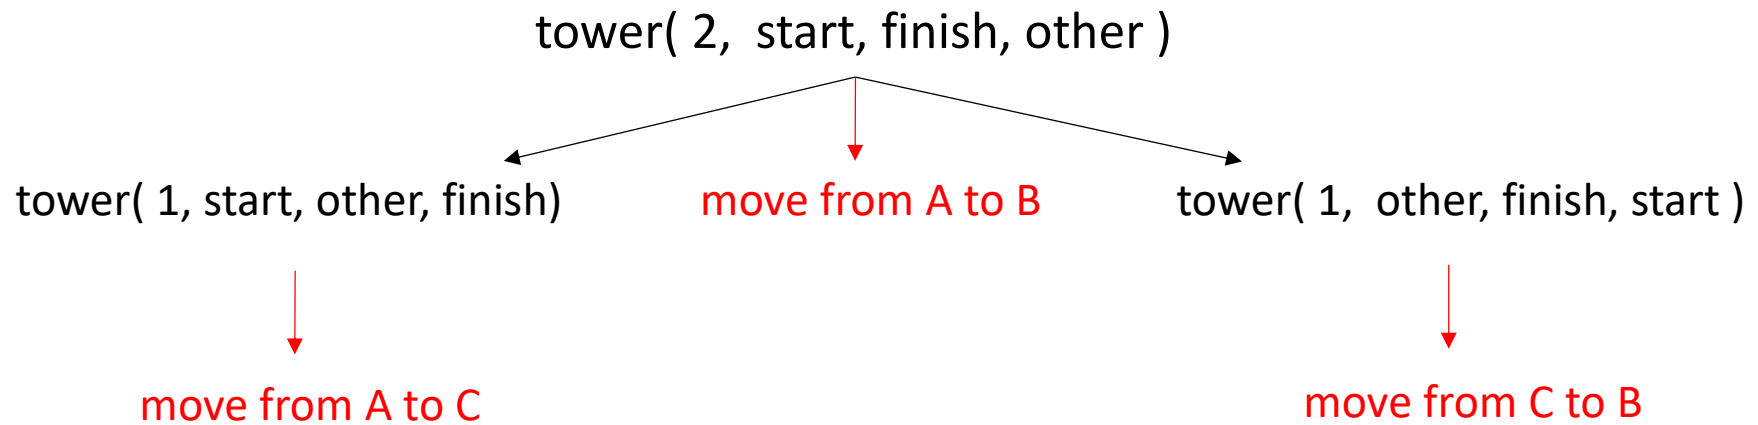 tower( 2,  start, finish, other )
tower( 1, start, other, finish)
move from A to B
tower( 1,  other, finish, start )
move from A to C
move from C to B